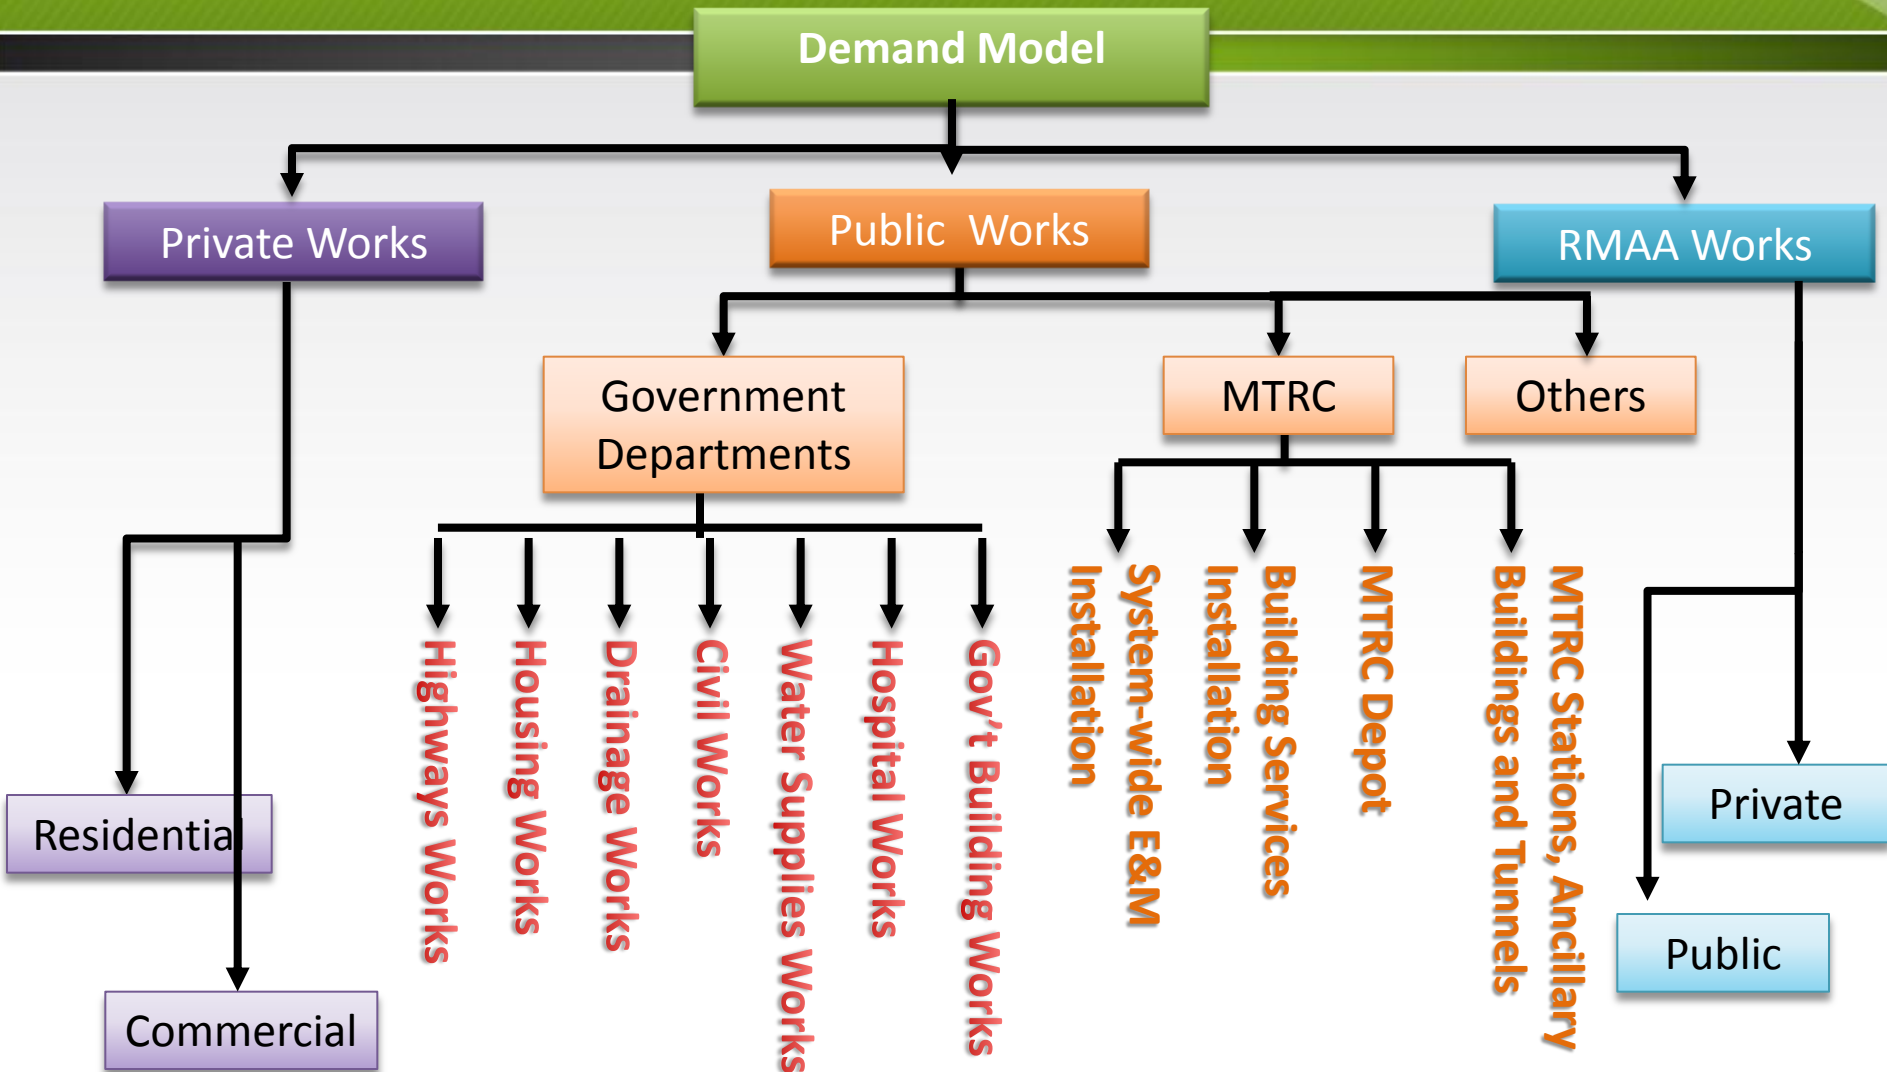 Demand Model
Private Works
Public Works
RMAA Works
Government
Departments
MTRC
Others
Highways Works
Housing Works
Drainage Works
Civil Works
Water Supplies Works
Hospital Works
Gov't Building Works
System-wide E&M
Installation
Building Services
Installation
MTRC Depot
MTRC Stations, Ancillary
Buildings and Tunnels
Residential
Commercial
Private
Public